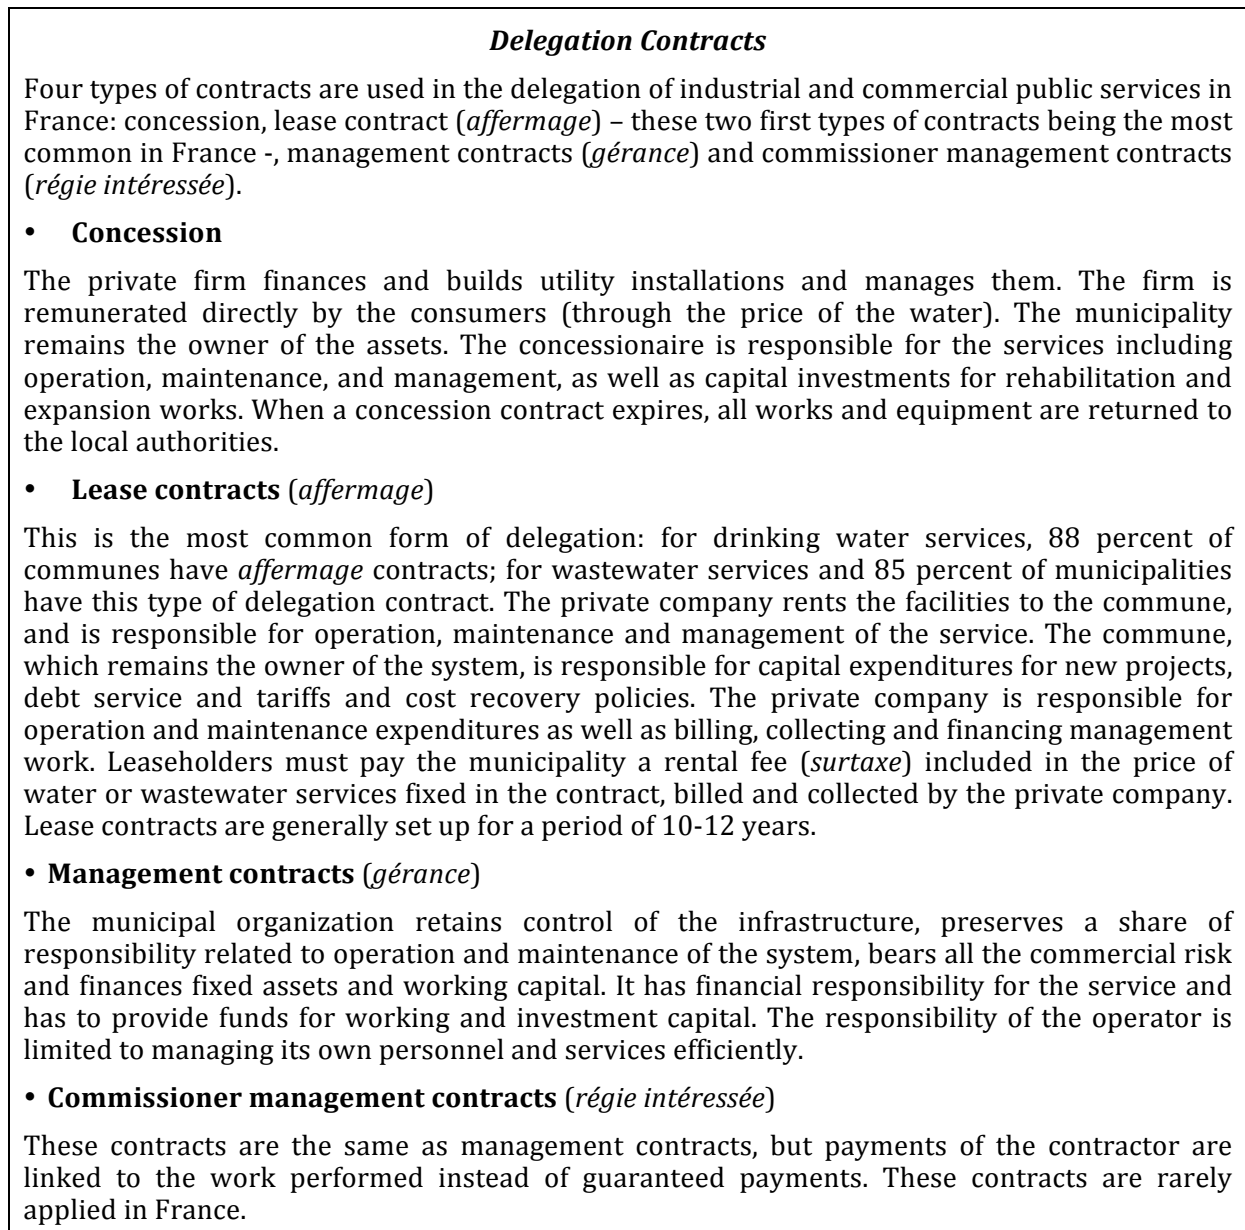 Delegation Contracts
Four types of contracts are used in the delegation of industrial and commercial public services in
France: concession, lease contract (affermage) – these two first types of contracts being the most
common in France -, management contracts (gérance) and commissioner management contracts
(régie intéressée).
• Concession
The private firm finances and builds utility installations and manages them. The firm is
remunerated directly by the consumers (through the price of the water). The municipality
remains the owner of the assets. The concessionaire is responsible for the services including
operation, maintenance, and management, as well as capital investments for rehabilitation and
expansion works. When a concession contract expires, all works and equipment are returned to
the local authorities.
• Lease contracts (affermage)
This is the most common form of delegation: for drinking water services, 88 percent of
communes have affermage contracts; for wastewater services and 85 percent of municipalities
have this type of delegation contract. The private company rents the facilities to the commune,
and is responsible for operation, maintenance and management of the service. The commune,
which remains the owner of the system, is responsible for capital expenditures for new projects,
debt service and tariffs and cost recovery policies. The private company is responsible for
operation and maintenance expenditures as well as billing, collecting and financing management
work. Leaseholders must pay the municipality a rental fee (surtaxe) included in the price of
water or wastewater services fixed in the contract, billed and collected by the private company.
Lease contracts are generally set up for a period of 10-12 years.
• Management contracts (gérance)
The municipal organization retains control of the infrastructure, preserves a share of
responsibility related to operation and maintenance of the system, bears all the commercial risk
and finances fixed assets and working capital. It has financial responsibility for the service and
has to provide funds for working and investment capital. The responsibility of the operator is
limited to managing its own personnel and services efficiently.
• Commissioner management contracts (régie intéressée)
These contracts are the same as management contracts, but payments of the contractor are
linked to the work performed instead of guaranteed payments. These contracts are rarely
applied in France.